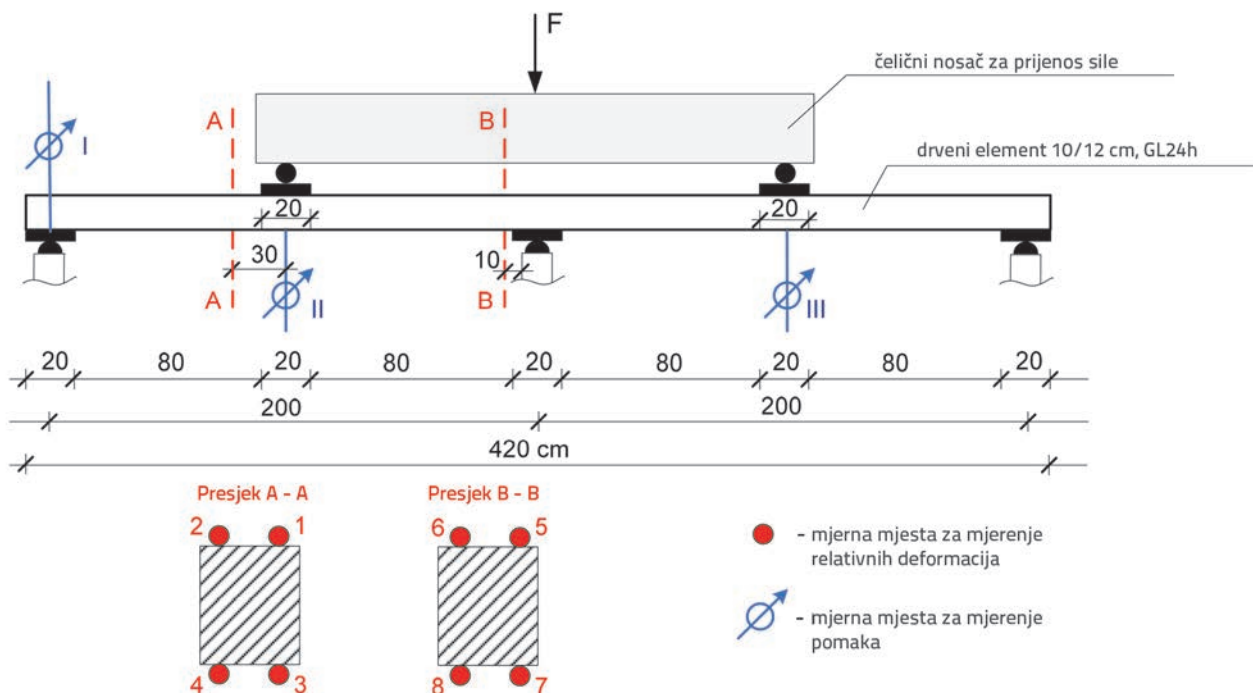 F
čelični nosač za prijenos sile
A
B
I
drveni element 10/12 cm, GL24h
20
20
30
10
A
II
B
III
20
80
20
80
20
80
20
80
20
200
200
420 cm
Presjek A - A
Presjek B - B
2
1
6
5
- mjerna mjesta za mjerenje
relativnih deformacija
- mjerna mjesta za mjerenje
pomaka
4
3
8
7